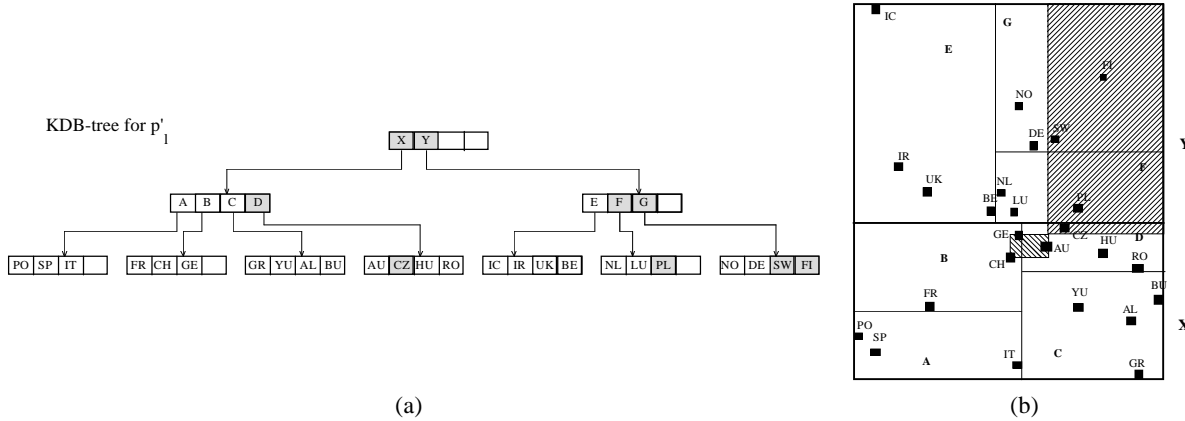 KDB-tree for p'l
X Y
A B C D
E F G
PO SP IT
FR CH GE
GR YU AL BU
AU CZ HU RO
IC IR UK BE
NL LU PL
NO DE SW FI
(a)
IC
G
E
FI
NO
DE SW
Y
IR
F
UK
NL
BE LU PL
GE CZ
AU HU D
CH
B RO
FR YU BU
AL
PO X
SP
IT C
A
GR
(b)